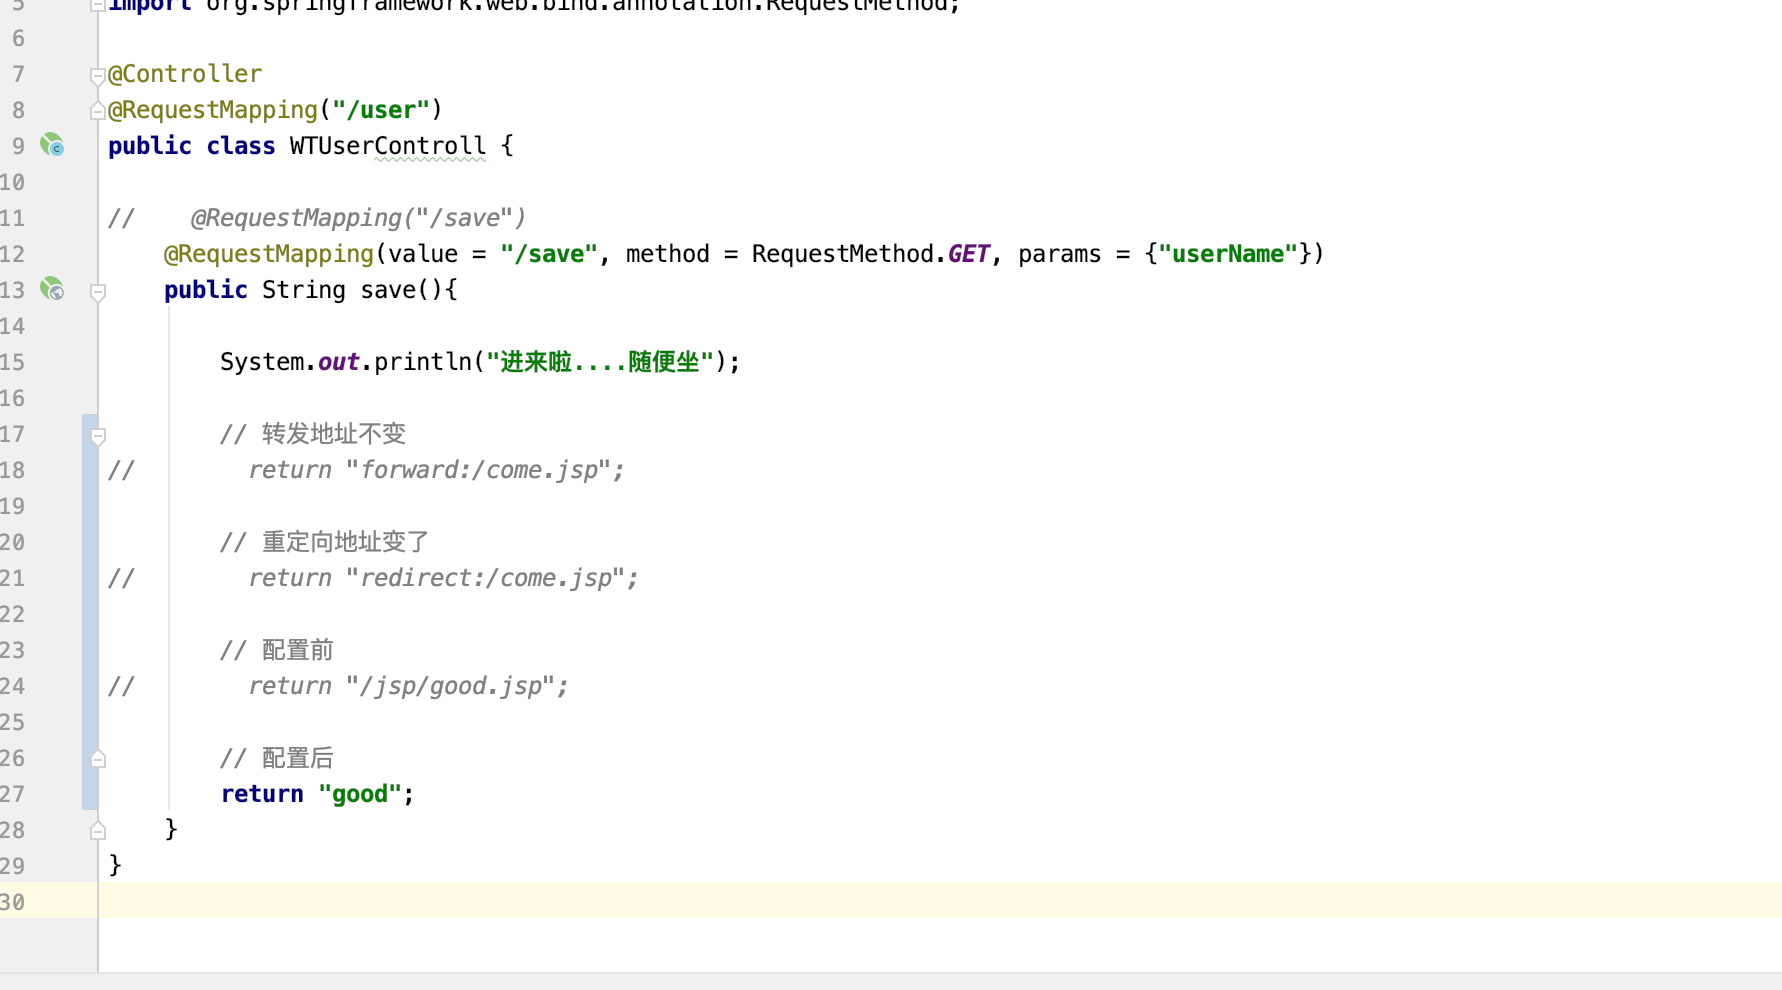 5 import org.springframework.web.bind.annotation.RequestMethod;
6
7 @Controller
8 @RequestMapping("/user")
9 public class WTUserControll {
10
11 //    @RequestMapping("/save")
12     @RequestMapping(value = "/save", method = RequestMethod.GET, params = {"userName"})
13     public String save(){
14
15         System.out.println("进来啦....随便坐");
16
17         // 转发地址不变
18 //        return "forward:/come.jsp";
19
20         // 重定向地址变了
21 //        return "redirect:/come.jsp";
22
23         // 配置前
24 //        return "/jsp/good.jsp";
25
26         // 配置后
27         return "good";
28     }
29 }
30